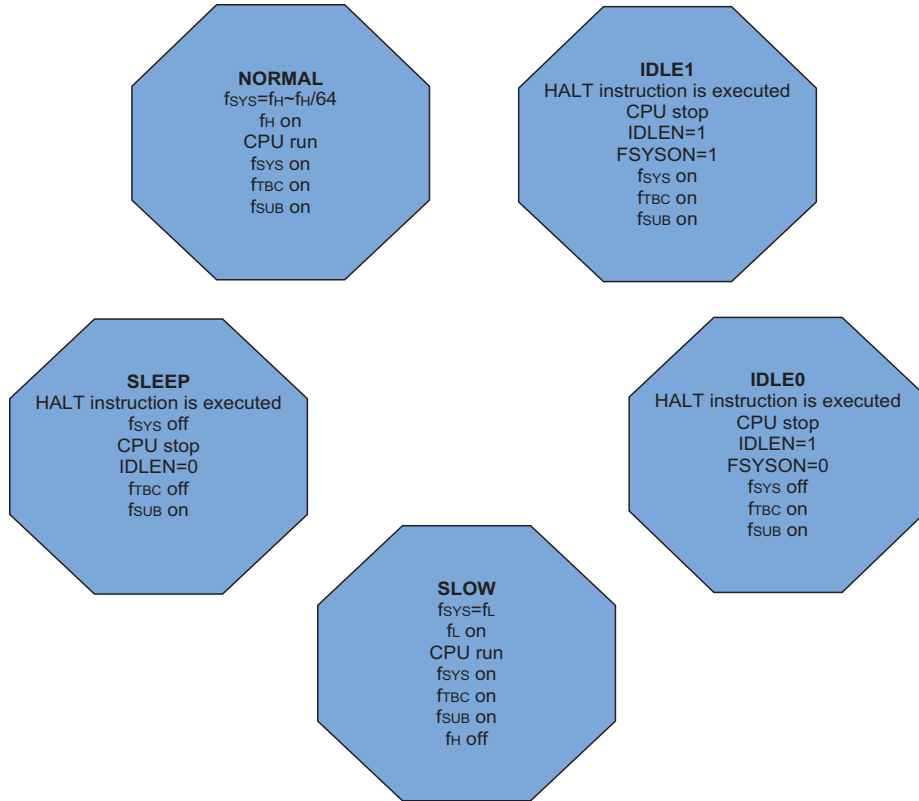 NORMAL
fSYS=fH~fH/64
fH on
CPU run
fSYS on
fTBC on
fSUB on
IDLE1
HALT instruction is executed
CPU stop
IDLEN=1
FSYSON=1
fSYS on
fTBC on
fSUB on
SLEEP
HALT instruction is executed
fSYS off
CPU stop
IDLEN=0
fTBC off
fSUB on
IDLE0
HALT instruction is executed
CPU stop
IDLEN=1
FSYSON=0
fSYS off
fTBC on
fSUB on
SLOW
fSYS=fL
fL on
CPU run
fSYS on
fTBC on
fSUB on
fH off